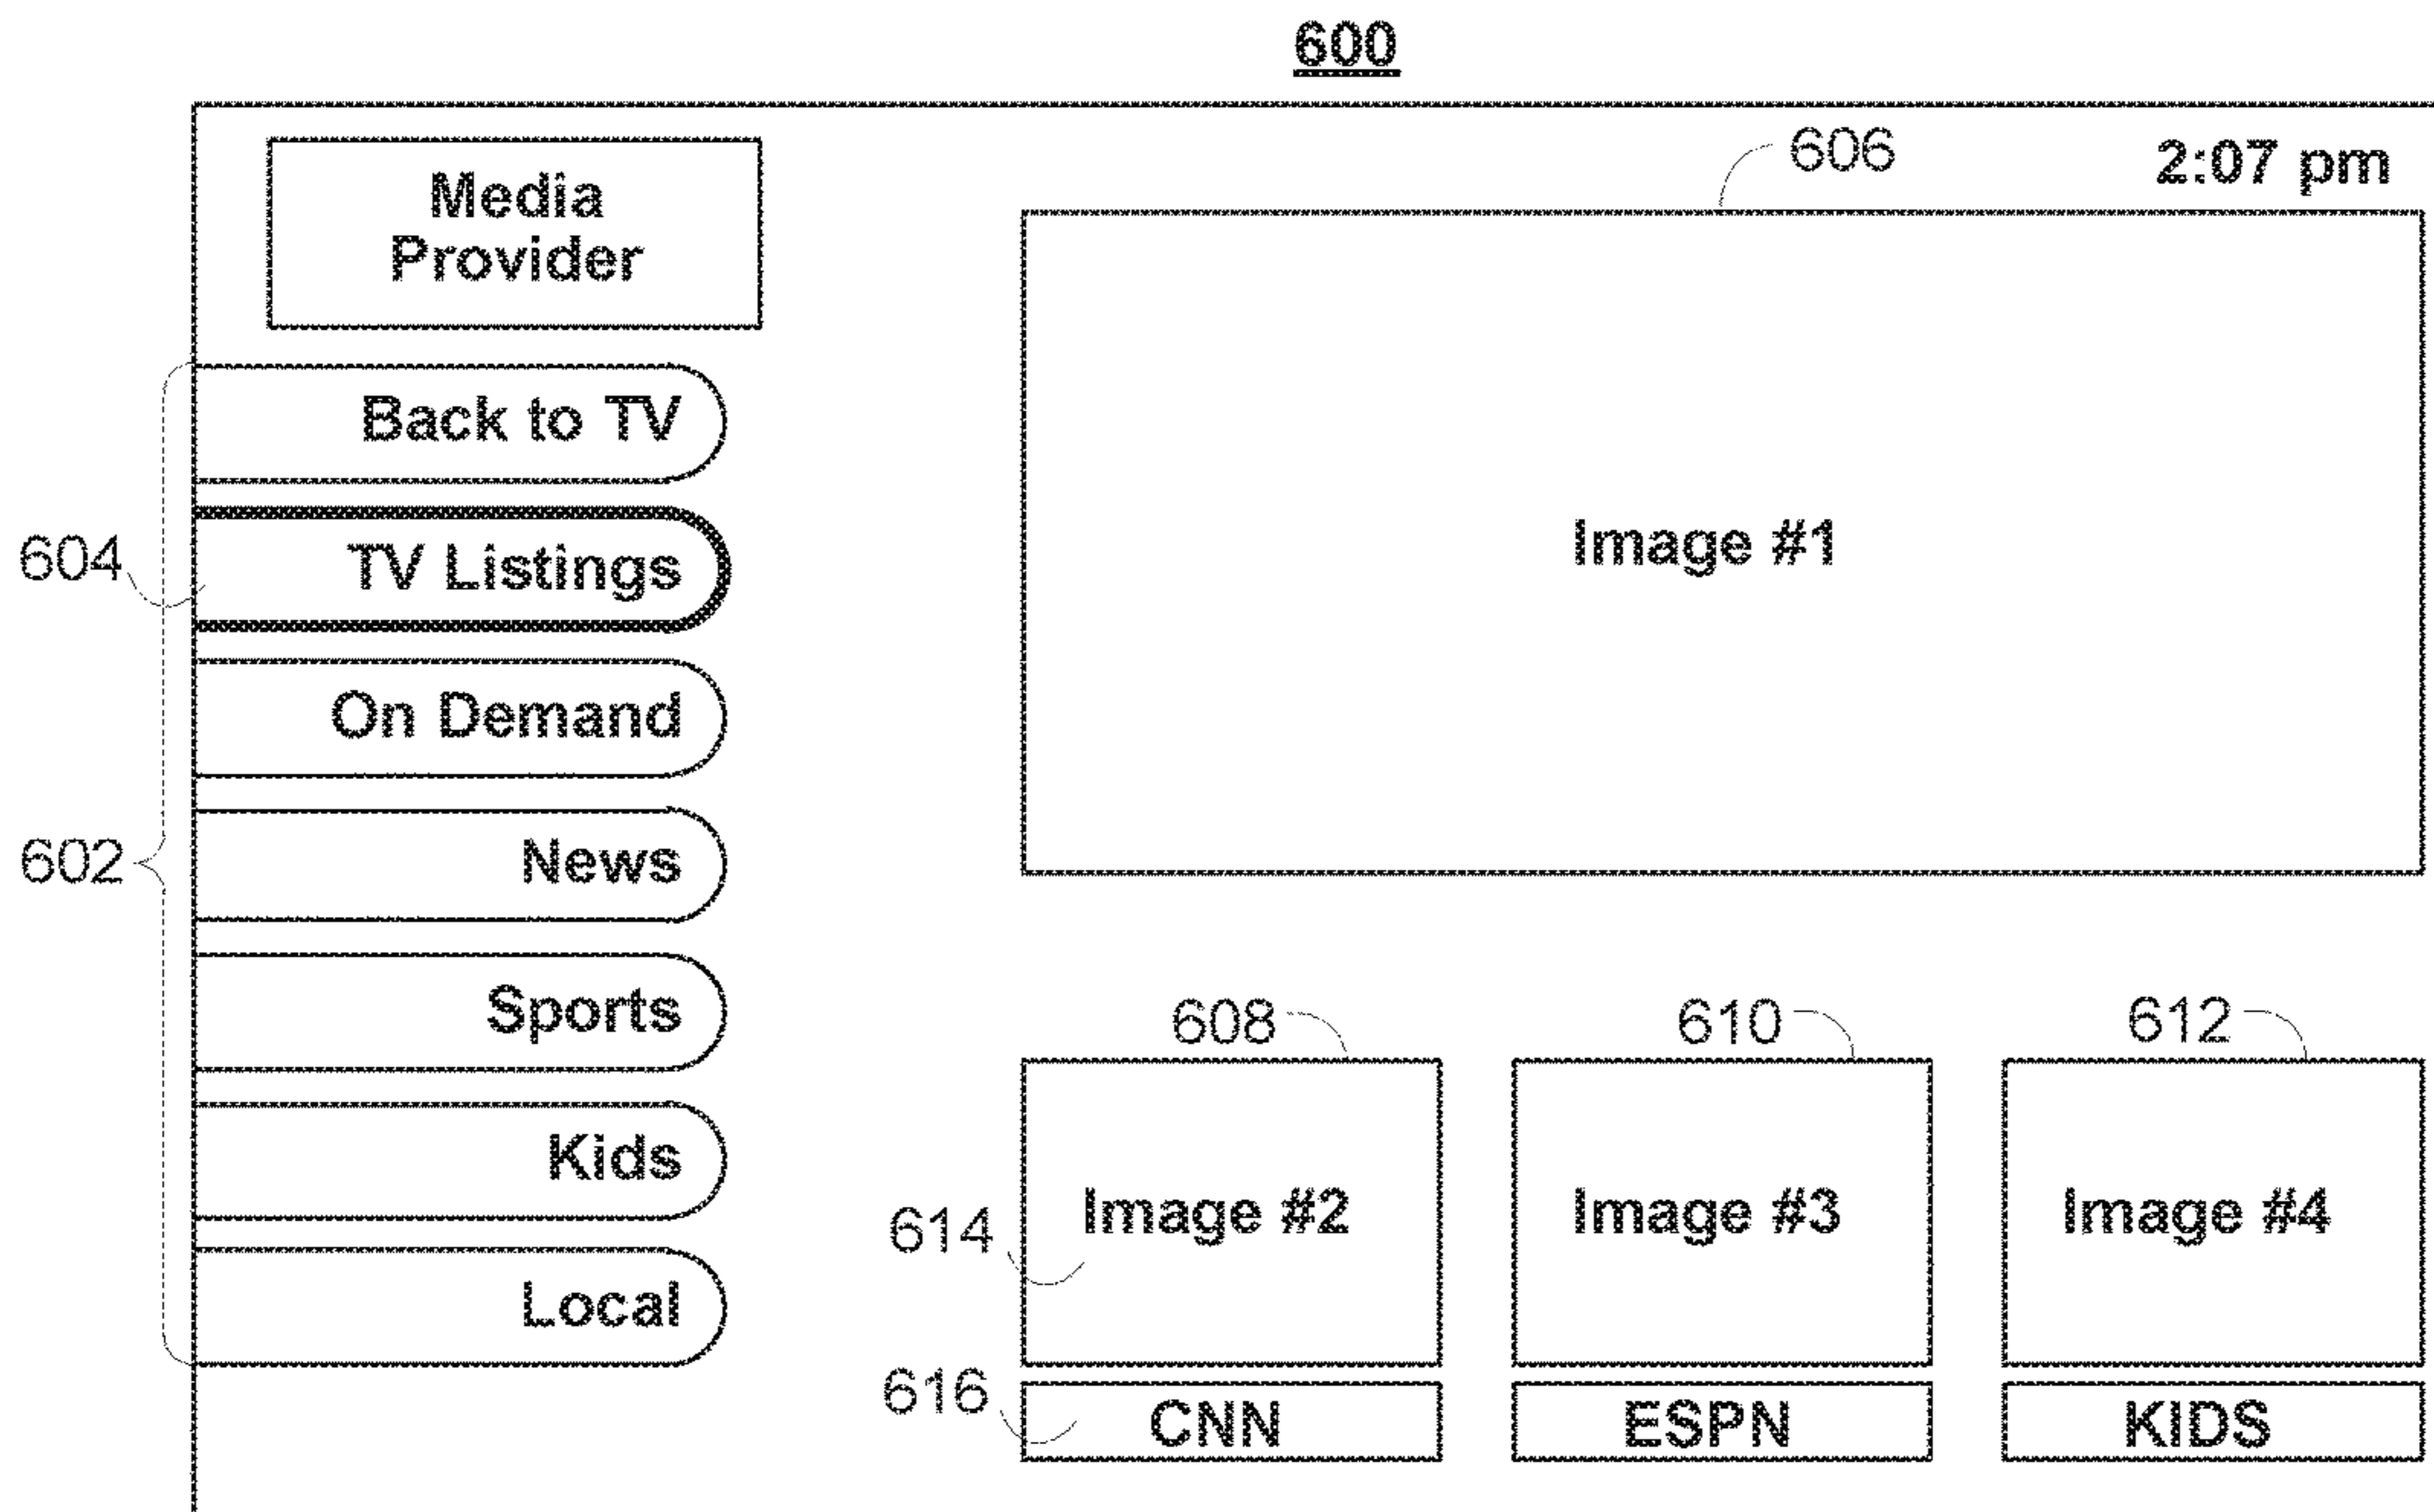 600
606
2:07 pm
Media
Provider
Back to TV
604
TV Listings
Image #1
On Demand
602
News
Sports
608
610
612
Kids
614
Image #2
Image #3
Image #4
Local
616
CNN
ESPN
KIDS